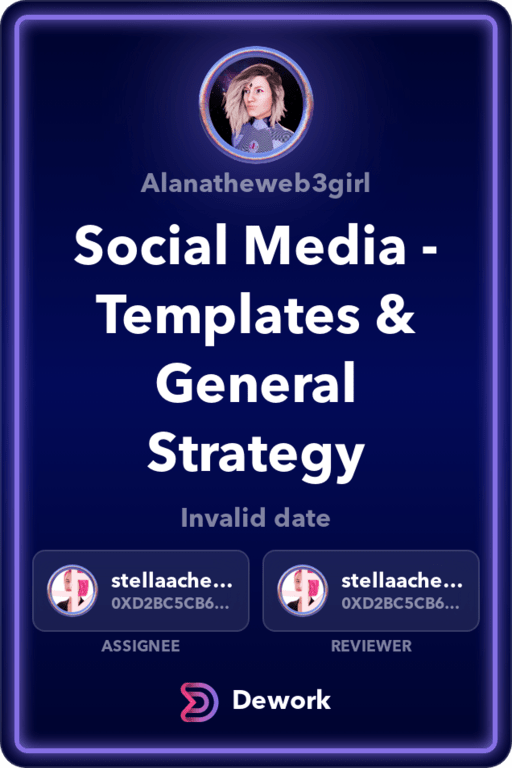 Alanatheweb3girl
Social Media -
Templates &
General
Strategy
Invalid date
stellaache...
0XD2BC5CB6...
ASSIGNEE
stellaache...
0XD2BC5CB6...
REVIEWER
Dework